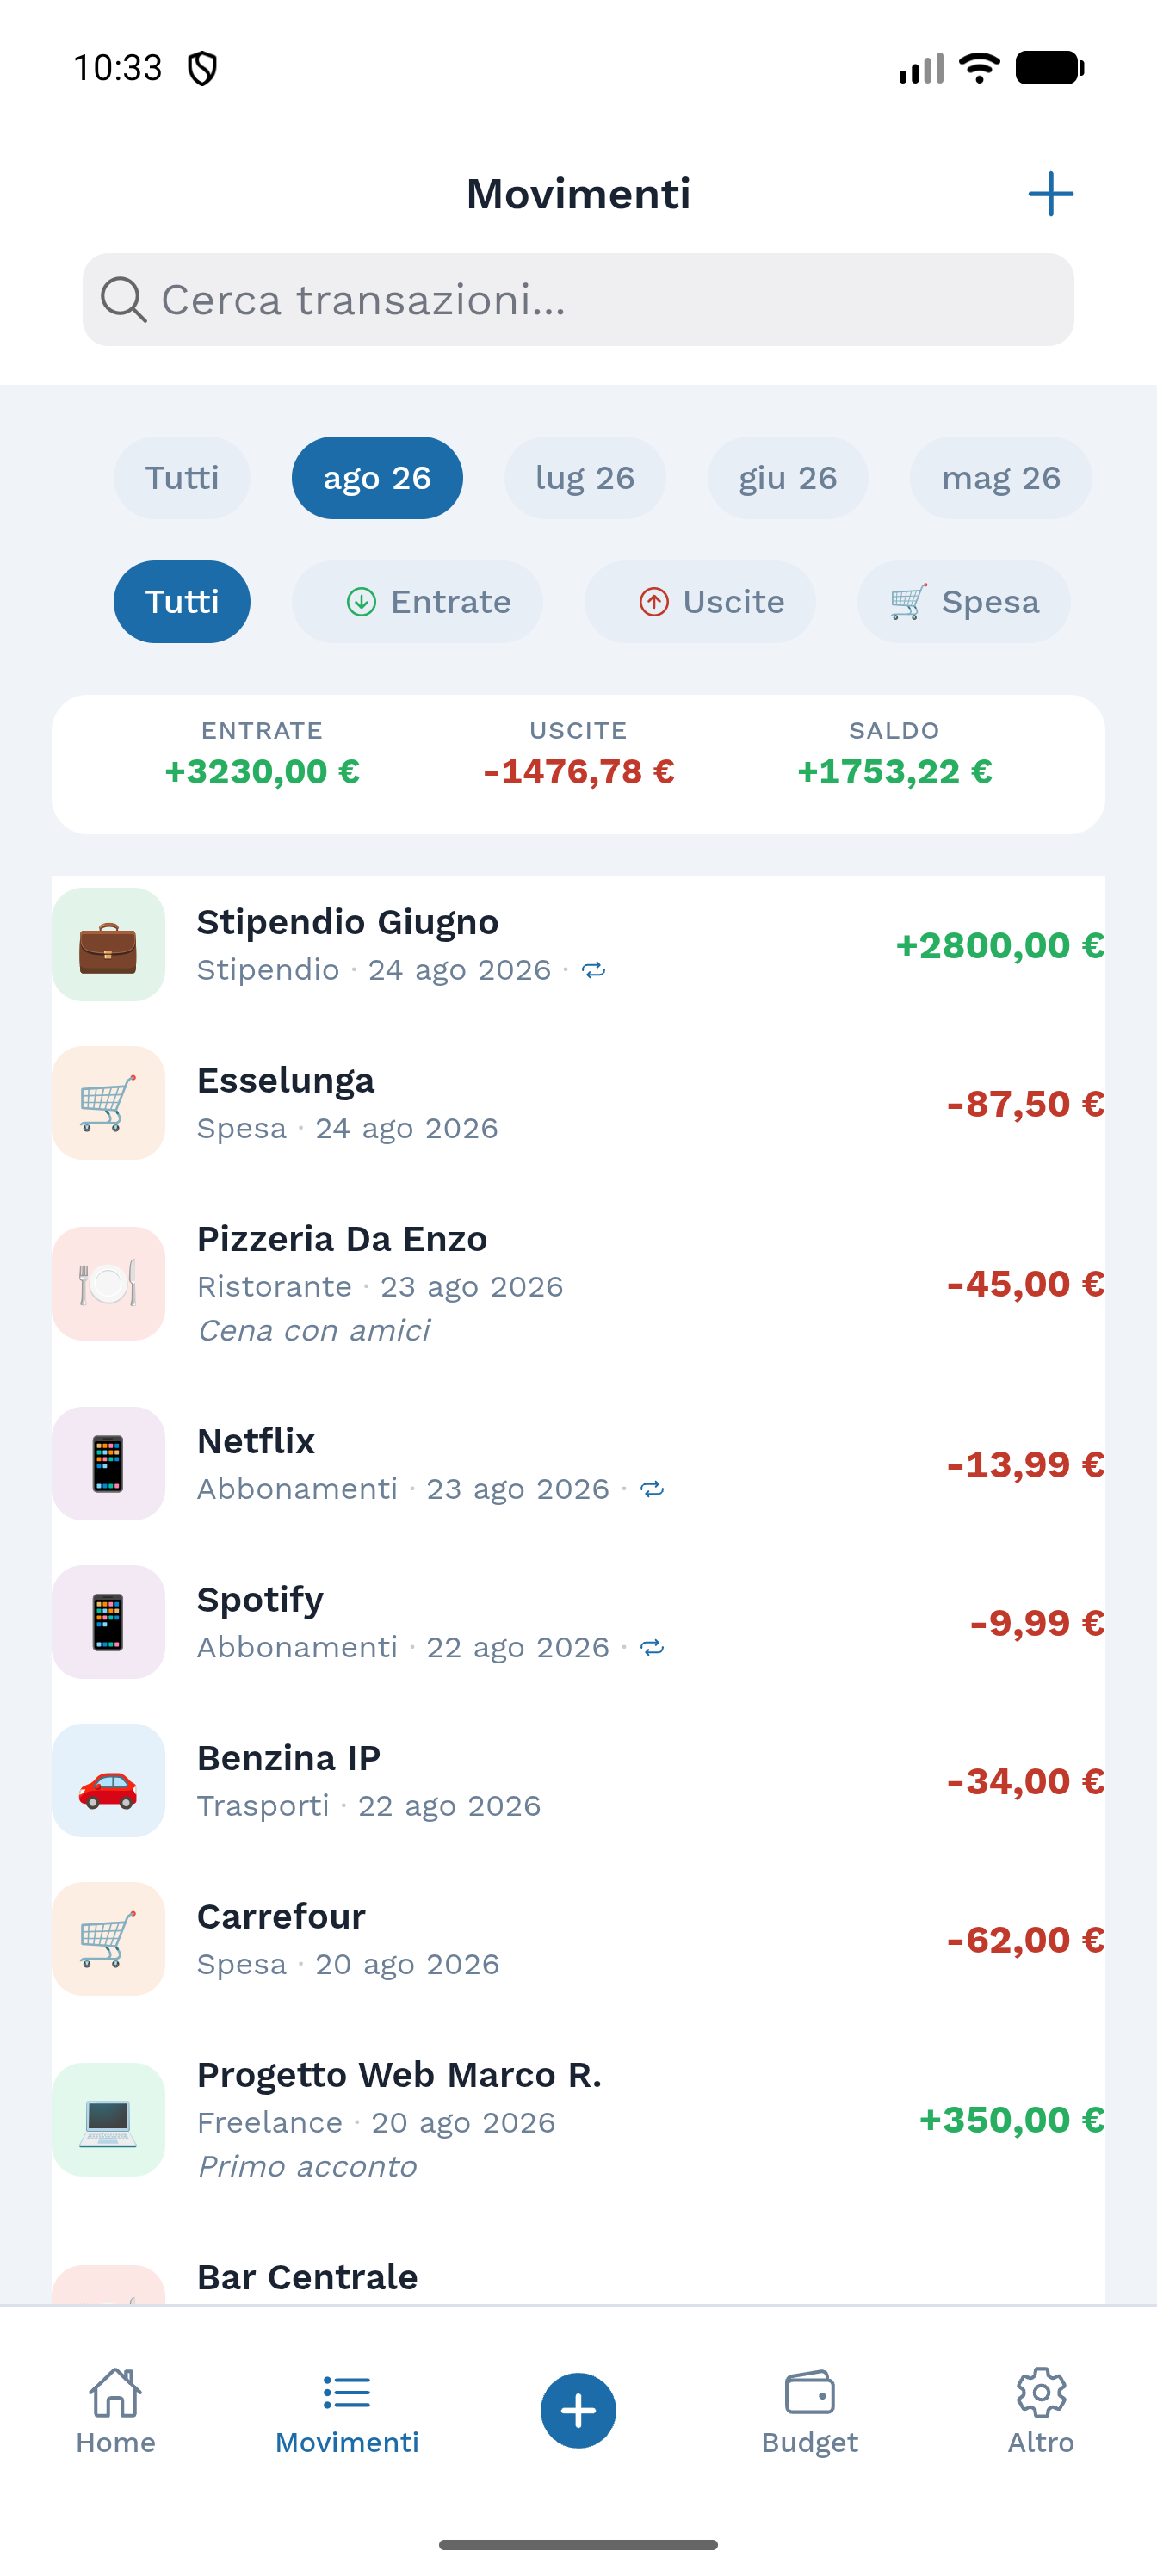 10:33
Movimenti
Cerca transazioni...
Tutti ago 26 lug 26 giu 26 mag 26
Tutti Entrate Uscite Spesa
ENTRATE USCITE SALDO
+3230,00 € -1476,78 € +1753,22 €
Stipendio Giugno
Stipendio · 24 ago 2026 ·
+2800,00 €
Esselunga
Spesa · 24 ago 2026
-87,50 €
Pizzeria Da Enzo
Ristorante · 23 ago 2026
Cena con amici
-45,00 €
Netflix
Abbonamenti · 23 ago 2026 ·
-13,99 €
Spotify
Abbonamenti · 22 ago 2026 ·
-9,99 €
Benzina IP
Trasporti · 22 ago 2026
-34,00 €
Carrefour
Spesa · 20 ago 2026
-62,00 €
Progetto Web Marco R.
Freelance · 20 ago 2026
Primo acconto
+350,00 €
Bar Centrale
Home Movimenti Budget Altro